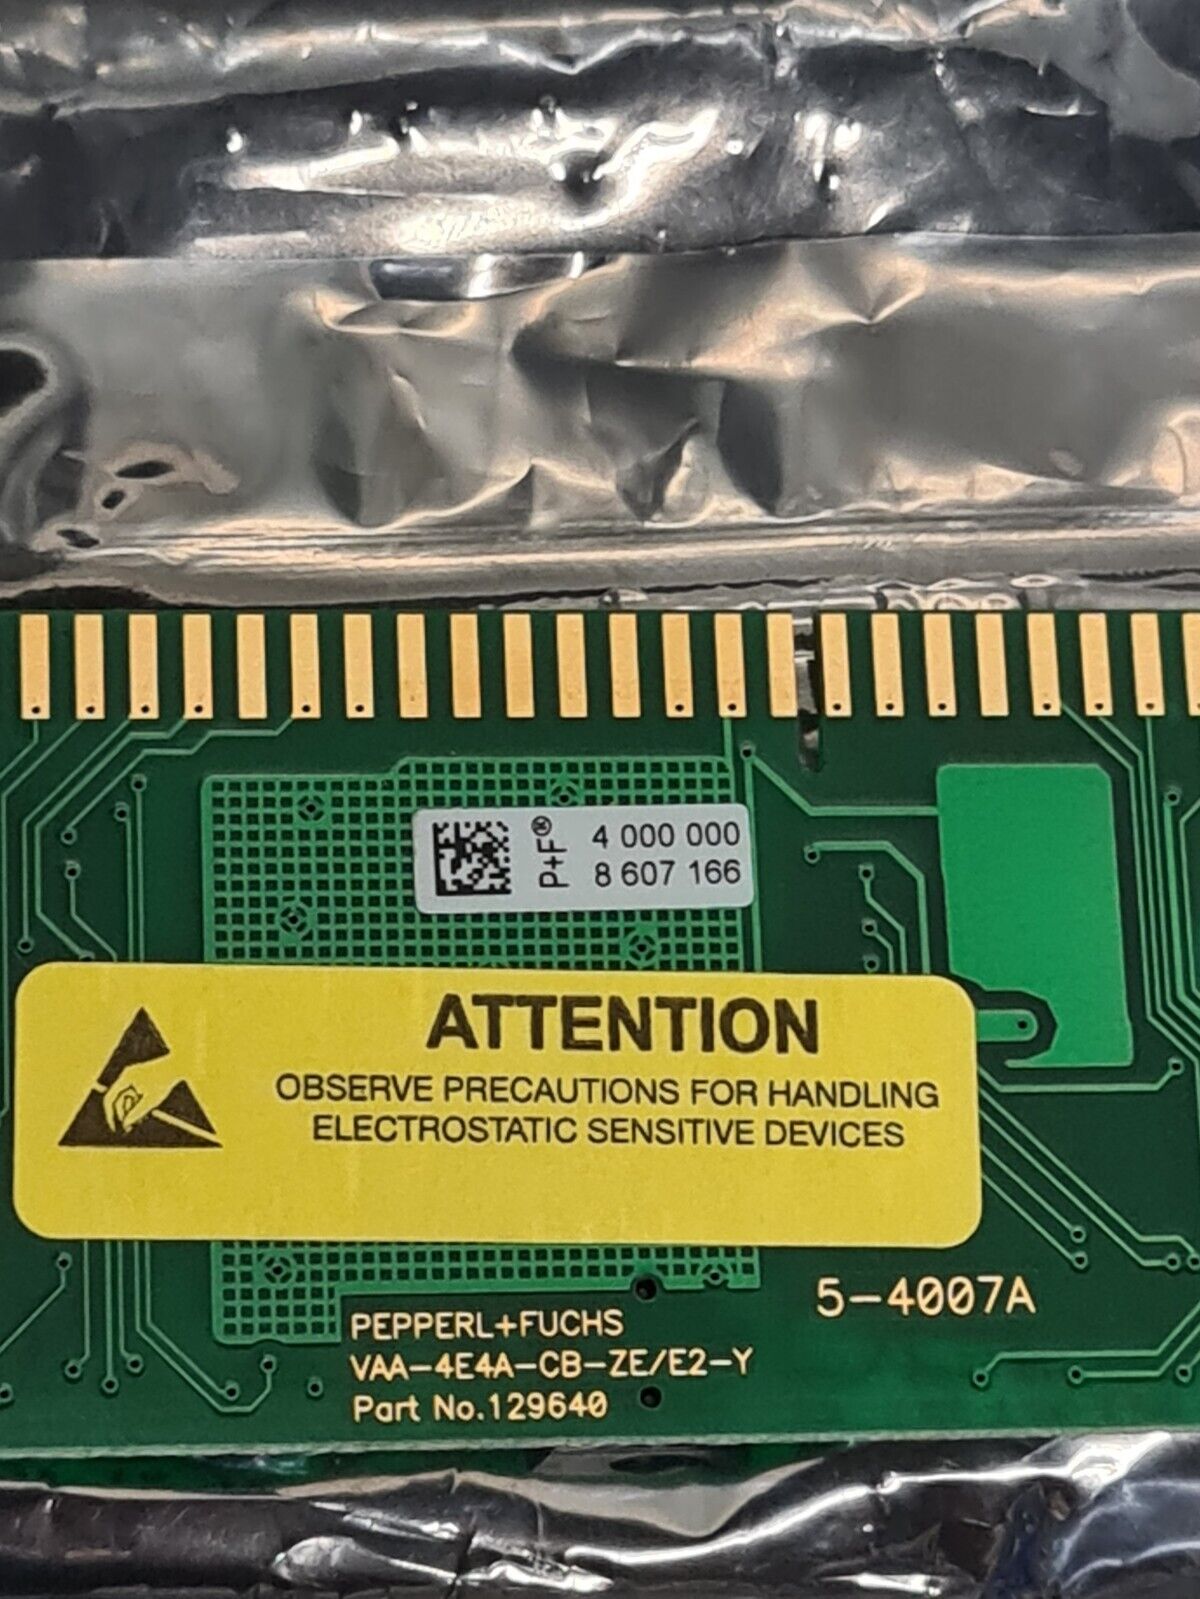 P+F®
4 000 000
8 607 166
ATTENTION
OBSERVE PRECAUTIONS FOR HANDLING
ELECTROSTATIC SENSITIVE DEVICES
5-4007A
PEPPERL+FUCHS
VAA-4E4A-CB-ZE/E2-Y
Part No.129640